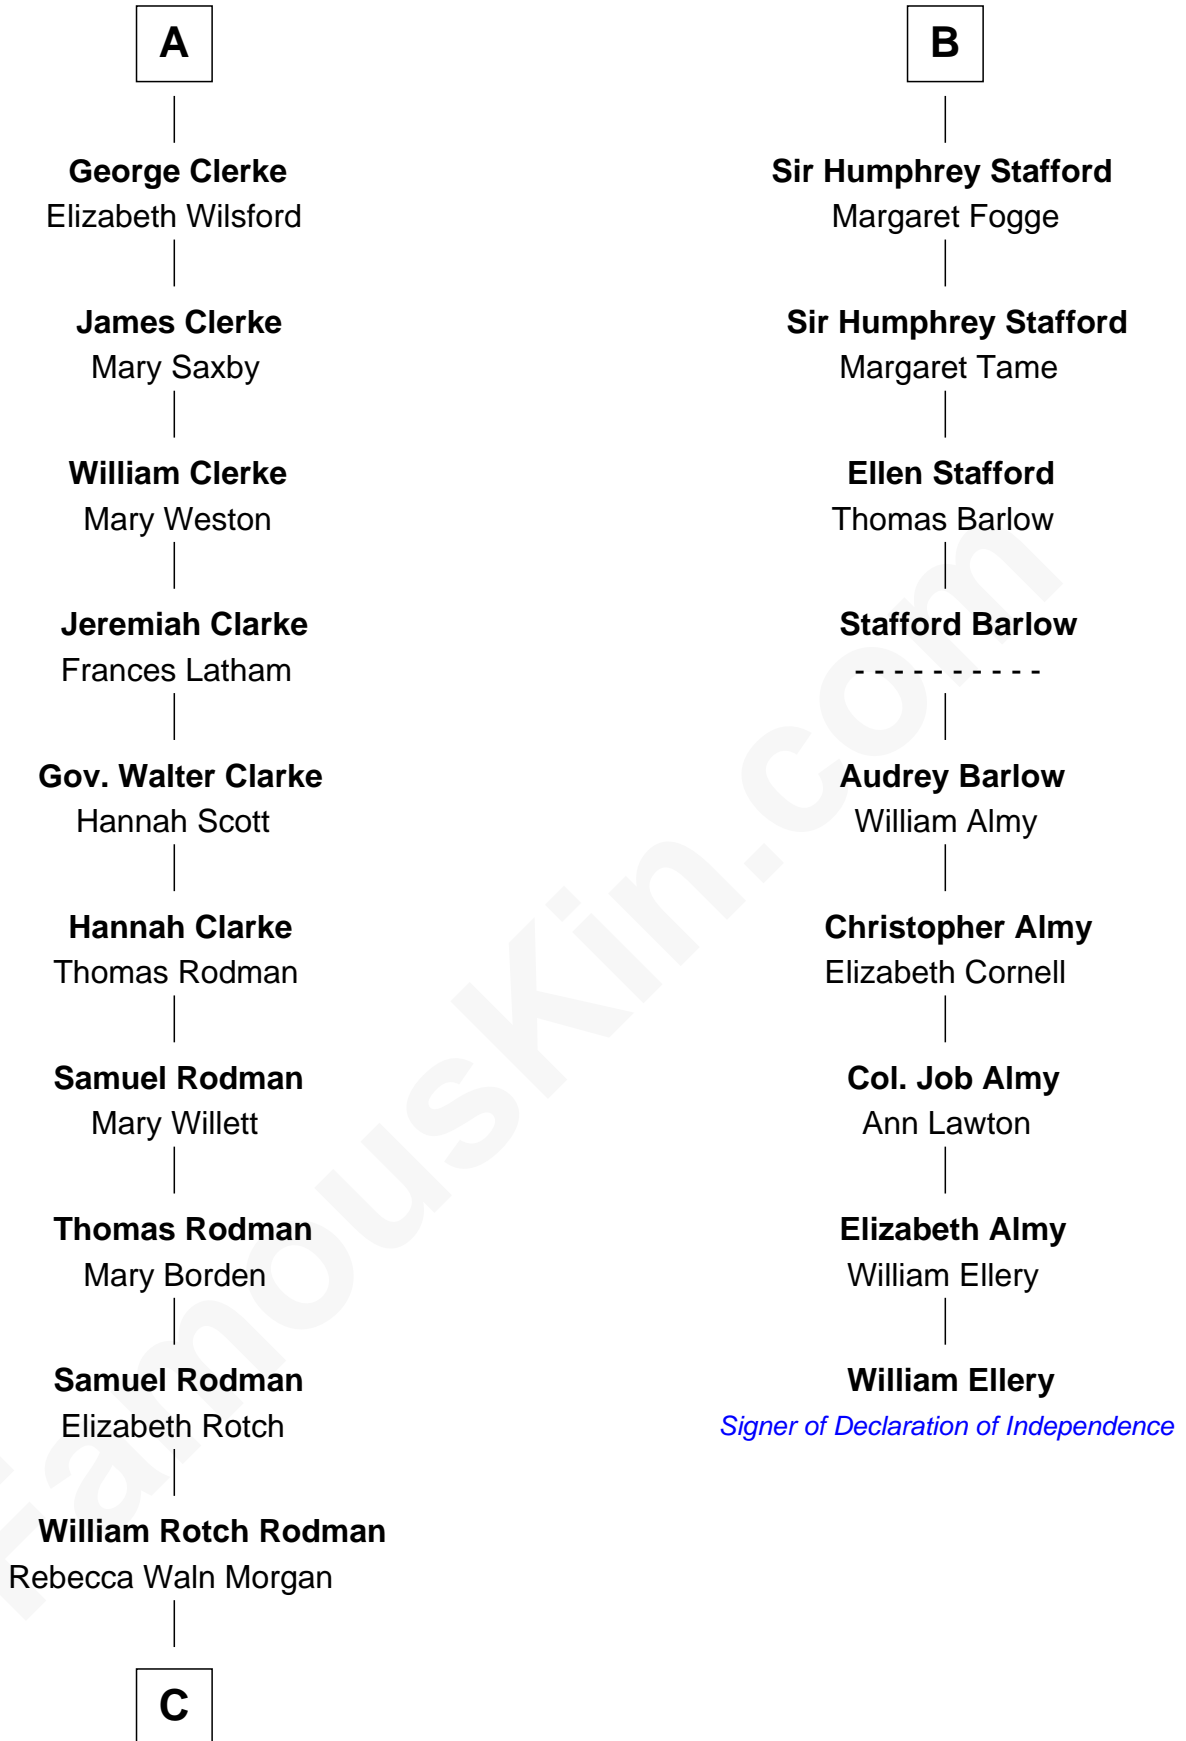 A
George Clerke
Elizabeth Wilsford
James Clerke
Mary Saxby
William Clerke
Mary Weston
Jeremiah Clarke
Frances Latham
Gov. Walter Clarke
Hannah Scott
Hannah Clarke
Thomas Rodman
Samuel Rodman
Mary Willett
Thomas Rodman
Mary Borden
Samuel Rodman
Elizabeth Rotch
William Rotch Rodman
Rebecca Waln Morgan
C
B
Sir Humphrey Stafford
Margaret Fogge
Sir Humphrey Stafford
Margaret Tame
Ellen Stafford
Thomas Barlow
Stafford Barlow
- - - - - - - - - -
Audrey Barlow
William Almy
Christopher Almy
Elizabeth Cornell
Col. Job Almy
Ann Lawton
Elizabeth Almy
William Ellery
William Ellery
Signer of Declaration of Independence
FamousKin.com